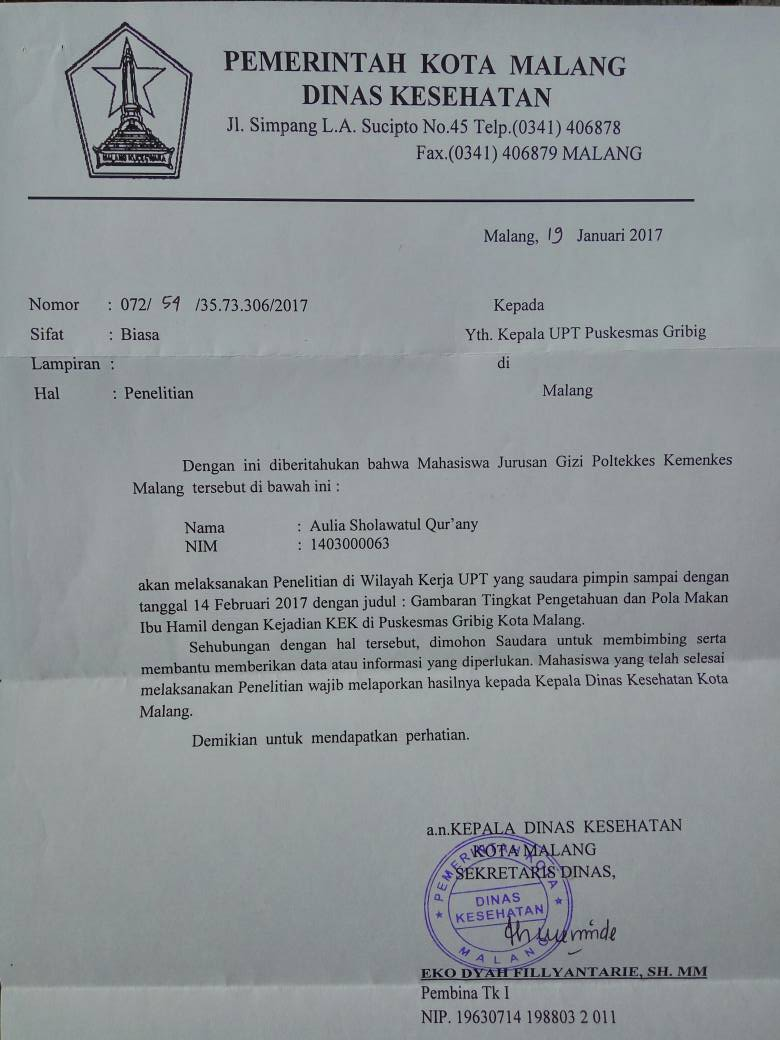 PEMERINTAH KOTA MALANG
DINAS KESEHATAN
Jl. Simpang L.A. Sucipto No.45 Telp.(0341) 406878
Fax.(0341) 406879 MALANG
Malang, 19 Januari 2017
Nomor : 072/ 59 /35.73.306/2017
Sifat : Biasa
Lampiran :
Hal : Penelitian
Kepada
Yth. Kepala UPT Puskesmas Gribig
di
Malang
Dengan ini diberitahukan bahwa Mahasiswa Jurusan Gizi Poltekkes Kemenkes
Malang tersebut di bawah ini :
Nama : Aulia Sholawatul Qur'any
NIM : 1403000063
akan melaksanakan Penelitian di Wilayah Kerja UPT yang saudara pimpin sampai dengan
tanggal 14 Februari 2017 dengan judul : Gambaran Tingkat Pengetahuan dan Pola Makan
Ibu Hamil dengan Kejadian KEK di Puskesmas Gribig Kota Malang.
Sehubungan dengan hal tersebut, dimohon Saudara untuk membimbing serta
membantu memberikan data atau informasi yang diperlukan. Mahasiswa yang telah selesai
melaksanakan Penelitian wajib melaporkan hasilnya kepada Kepala Dinas Kesehatan Kota
Malang.
Demikian untuk mendapatkan perhatian.
a.n.KEPALA DINAS KESEHATAN
KOTA MALANG
SEKRETARIS DINAS,
PEMERINTAH KOTA
DINAS
KESEHATAN
MALANG
EKO DYAH FILLYANTARIE, SH. MM
Pembina Tk I
NIP. 19630714 198803 2 011